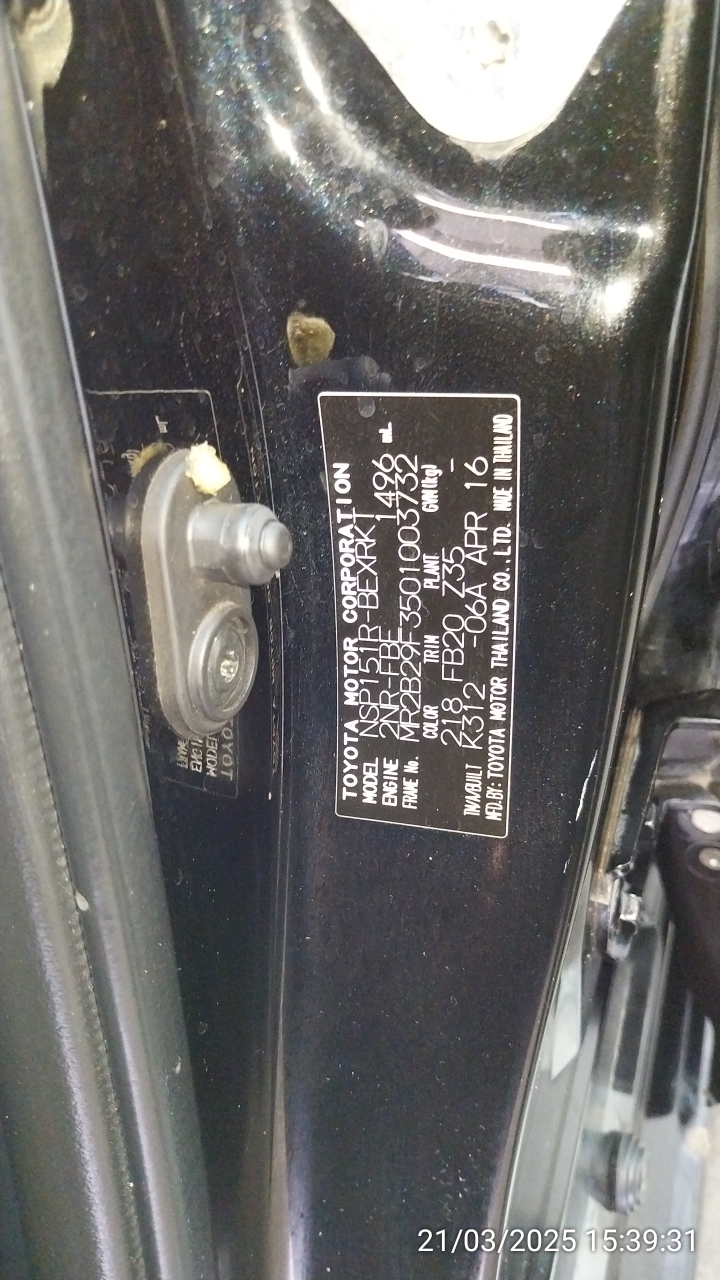 TOYOTA MOTOR CORPORATION
MODEL NSP151R-BEXRKT
ENGINE 2NR-FBE 1496 mL
FRAME No. MR2B29F3501003732
COLOR TRIM PLANT GVM(kg)
218 FB20 Z35 -
TM/A/BUILT K312 -06A APR 16
MFD.BY: TOYOTA MOTOR THAILAND CO.,LTD. MADE IN THAILAND
21/03/2025 15:39:31